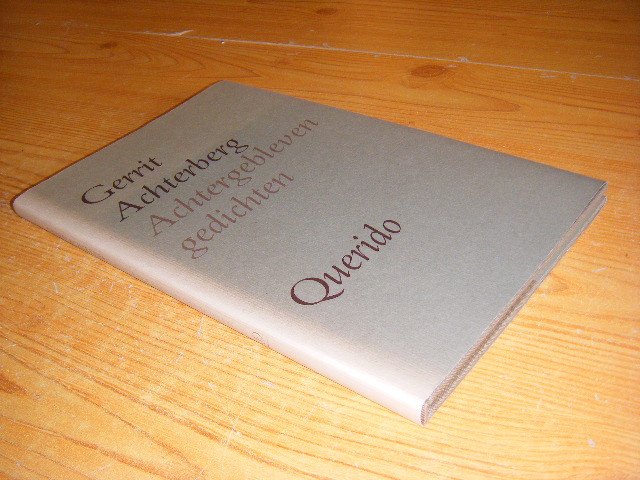 Gerrit
Achterberg
Achtergebleven
gedichten
Querido